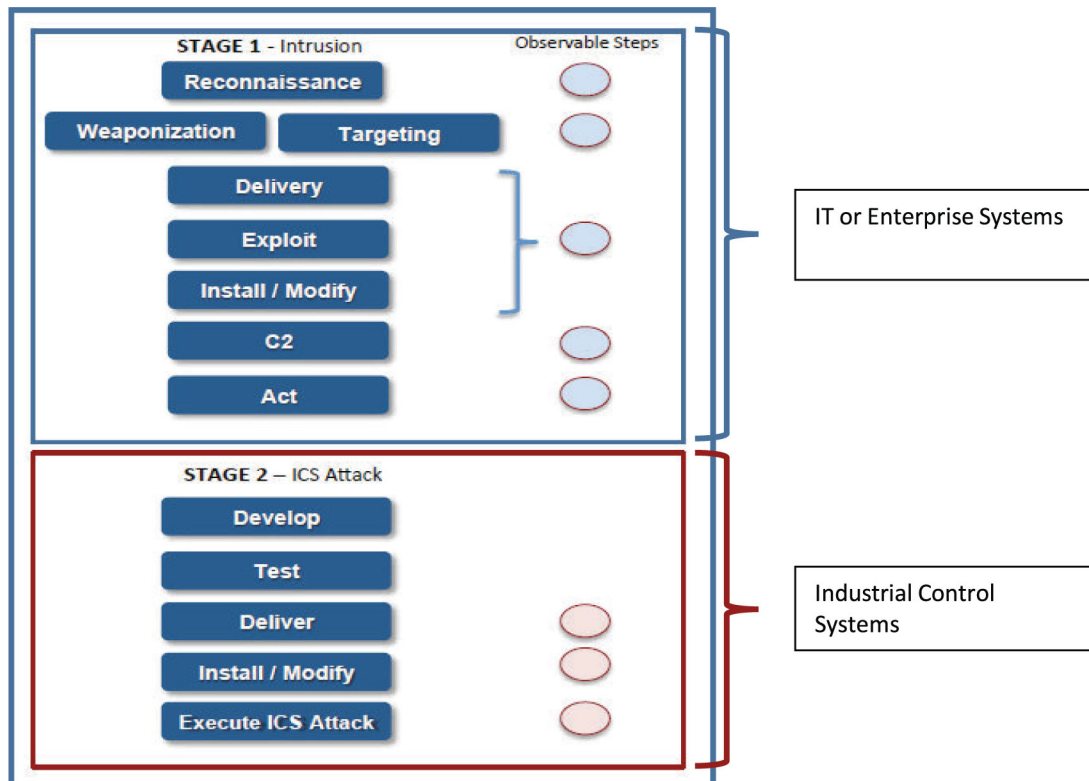 STAGE 1 - Intrusion
Observable Steps
Reconnaissance
Weaponization
Targeting
Delivery
Exploit
Install / Modify
C2
Act
IT or Enterprise Systems
STAGE 2 – ICS Attack
Develop
Test
Deliver
Install / Modify
Execute ICS Attack
Industrial Control
Systems